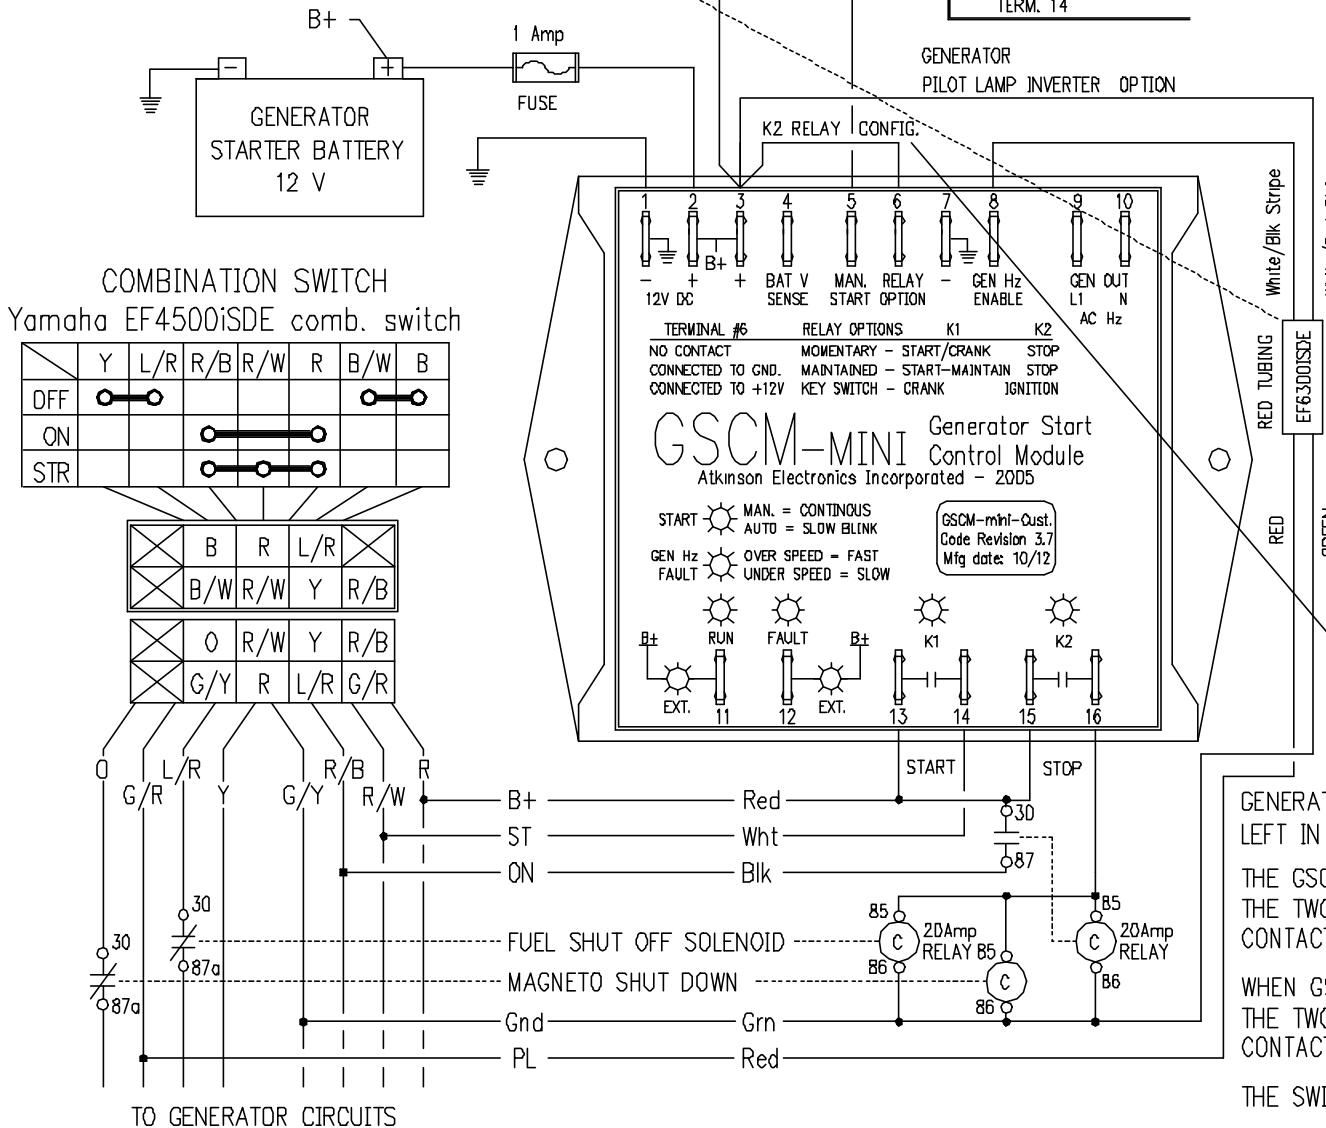 TERM. 14
B+
1 Amp
FUSE
GENERATOR
PILOT LAMP INVERTER OPTION
- +
GENERATOR
STARTER BATTERY
12 V
K2 RELAY CONFIG.
White/Blk Stripe
1 2 3 4 5 6 7 8 9 10
B+
- + + BAT V MAN. RELAY - GEN Hz GEN OUT
12V DC SENSE START OPTION ENABLE L1 N
AC Hz
TERMINAL #6 RELAY OPTIONS K1 K2
NO CONTACT MOMENTARY - START/CRANK STOP
CONNECTED TO GND. MAINTAINED - START-MAINTAIN STOP
CONNECTED TO +12V KEY SWITCH - CRANK IGNITION
GSCM-MINI
Generator Start
Control Module
Atkinson Electronics Incorporated - 2005
START MAN. = CONTINOUS
AUTO = SLOW BLINK
GEN Hz OVER SPEED = FAST
FAULT UNDER SPEED = SLOW
GSCM-mini-Cust.
Code Revision 3.7
Mfg date: 10/12
RED TUBING
EF6300ISDE
RED
GREEN
B+ RUN FAULT B+ K1 K2
EXT. EXT.
11 12 13 14 15 16
START STOP
COMBINATION SWITCH
Yamaha EF4500iSDE comb. switch
Y L/R R/B R/W R B/W B
OFF
ON
STR
B R L/R
B/W R/W Y R/B
O R/W Y R/B
G/Y R L/R G/R
O G/R L/R Y G/Y R/B R/W R
B+ Red
ST Wht
ON Blk
30
87
30
87a
30
87a
FUEL SHUT OFF SOLENOID
MAGNETO SHUT DOWN
85
C
86
20Amp
RELAY
85
C
86
85
C
86
20Amp
RELAY
Gnd Grn
PL Red
TO GENERATOR CIRCUITS
LEFT IN
THE
THE
WHEN
THE
THE